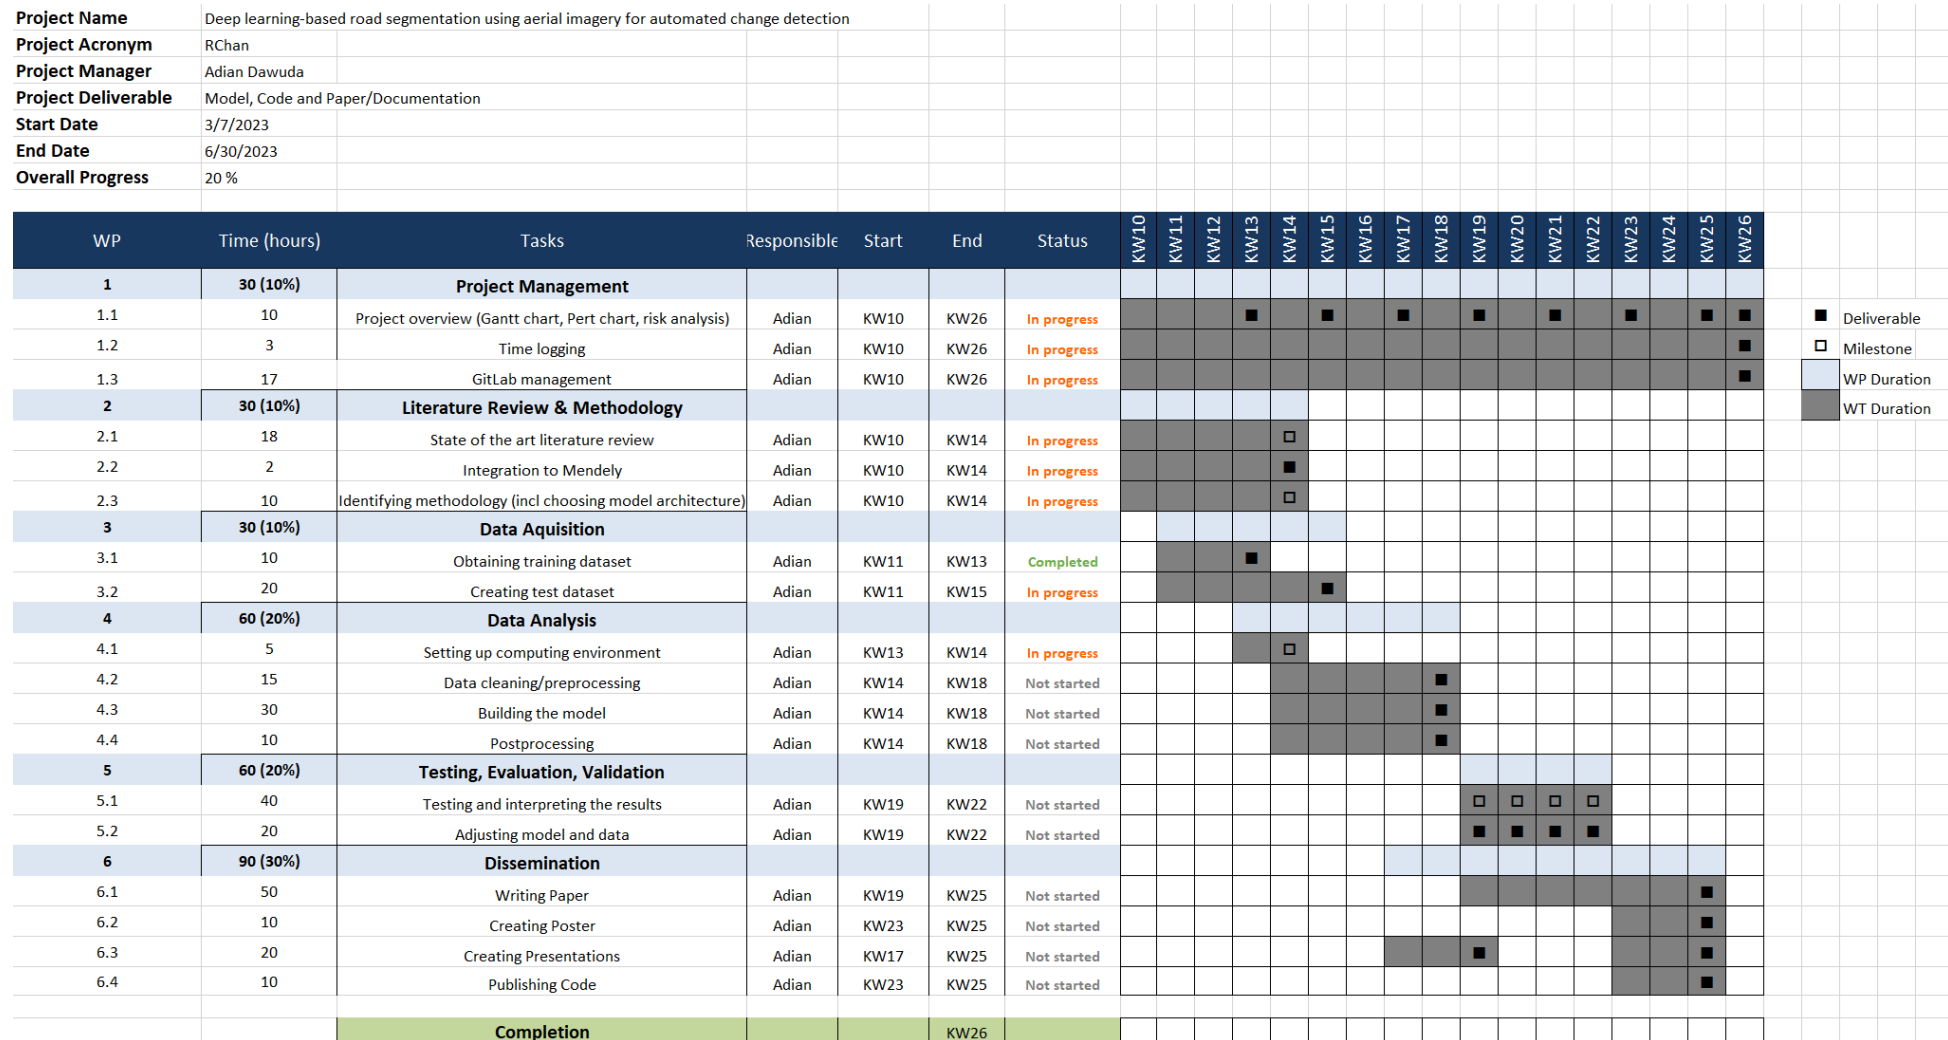 Project Name Deep learning-based road segmentation using aerial imagery for automated change detection
Project Acronym RChan
Project Manager Adian Dawuda
Project Deliverable Model, Code and Paper/Documentation
Start Date 3/7/2023
End Date 6/30/2023
Overall Progress 20 %
WP Time (hours) Tasks Responsible Start End Status KW10 KW11 KW12 KW13 KW14 KW15 KW16 KW17 KW18 KW19 KW20 KW21 KW22 KW23 KW24 KW25 KW26
1 30 (10%) Project Management
1.1 10 Project overview (Gantt chart, Pert chart, risk analysis) Adian KW10 KW26 In progress Deliverable
1.2 3 Time logging Adian KW10 KW26 In progress Milestone
1.3 17 GitLab management Adian KW10 KW26 In progress WP Duration
2 30 (10%) Literature Review & Methodology WT Duration
2.1 18 State of the art literature review Adian KW10 KW14 In progress
2.2 2 Integration to Mendely Adian KW10 KW14 In progress
2.3 10 Identifying methodology (incl choosing model architecture) Adian KW10 KW14 In progress
3 30 (10%) Data Aquisition
3.1 10 Obtaining training dataset Adian KW11 KW13 Completed
3.2 20 Creating test dataset Adian KW11 KW15 In progress
4 60 (20%) Data Analysis
4.1 5 Setting up computing environment Adian KW13 KW14 In progress
4.2 15 Data cleaning/preprocessing Adian KW14 KW18 Not started
4.3 30 Building the model Adian KW14 KW18 Not started
4.4 10 Postprocessing Adian KW14 KW18 Not started
5 60 (20%) Testing, Evaluation, Validation
5.1 40 Testing and interpreting the results Adian KW19 KW22 Not started
5.2 20 Adjusting model and data Adian KW19 KW22 Not started
6 90 (30%) Dissemination
6.1 50 Writing Paper Adian KW19 KW25 Not started
6.2 10 Creating Poster Adian KW23 KW25 Not started
6.3 20 Creating Presentations Adian KW17 KW25 Not started
6.4 10 Publishing Code Adian KW23 KW25 Not started
Completion KW26